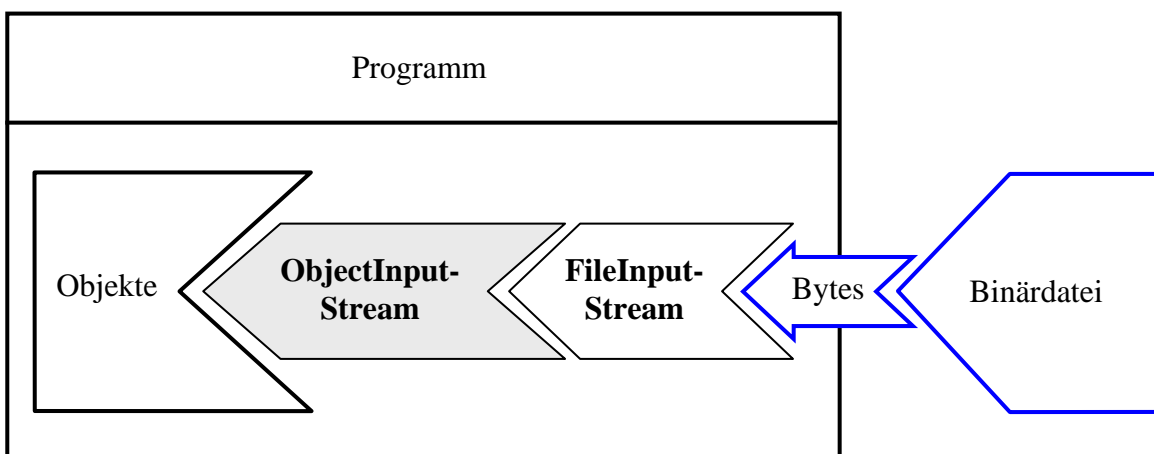 Programm
Objekte
ObjectInput-
Stream
FileInput-
Stream
Bytes
Binärdatei